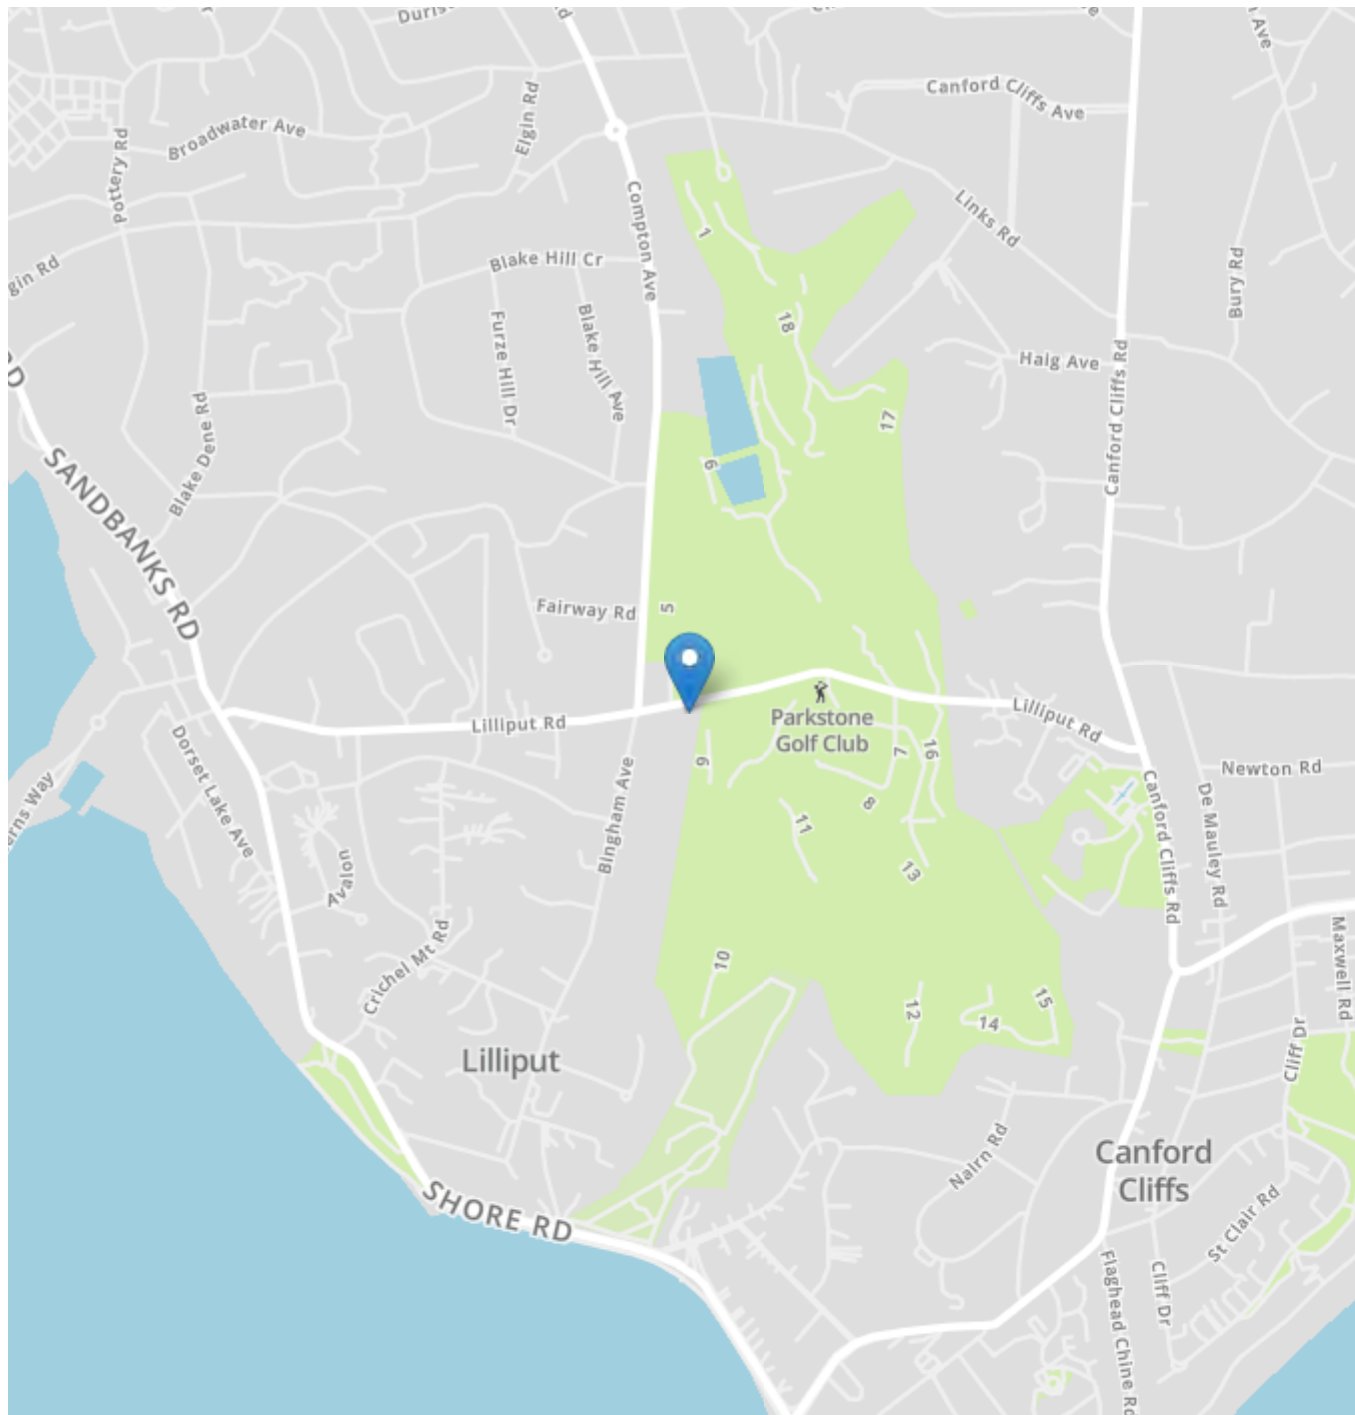 Canford Cliffs Ave
Broadwater Ave
Elgin Rd
Pottery Rd
Compton Ave
Links Rd
1
Blake Hill Cr
Bury Rd
18
Furze Hill Dr
Blake Hill Ave
Haig Ave
Canford Cliffs Rd
Blake Dene Rd
17
6
SANDBANKS RD
Fairway Rd
5
Lilliput Rd
Parkstone
Golf Club
Lilliput Rd
7
16
9
Newton Rd
Dorset Lake Ave
Bingham Ave
8
11
De Mauley Rd
Canford Cliffs Rd
Avalon
13
Crichel Mt Rd
10
Maxwell Rd
12
14
15
Lilliput
Cliff Dr
Nairn Rd
Canford
Cliffs
SHORE RD
St Clair Rd
Flaghead Chine Rd
Cliff Dr